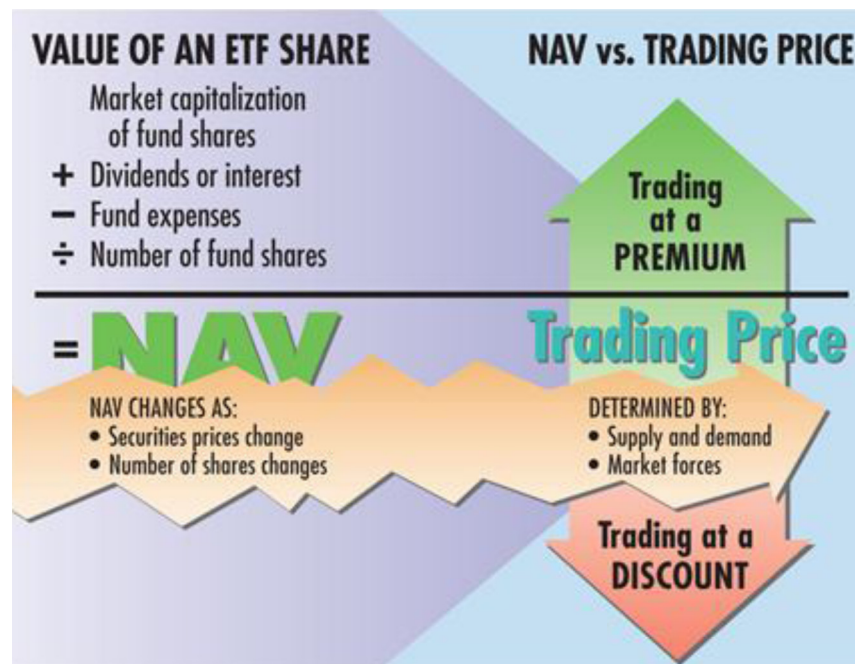 VALUE OF AN ETF SHARE
Market capitalization
of fund shares
+ Dividends or interest
− Fund expenses
÷ Number of fund shares
= NAV
NAV CHANGES AS:
• Securities prices change
• Number of shares changes
NAV vs. TRADING PRICE
Trading
at a
PREMIUM
Trading Price
DETERMINED BY:
• Supply and demand
• Market forces
Trading at a
DISCOUNT